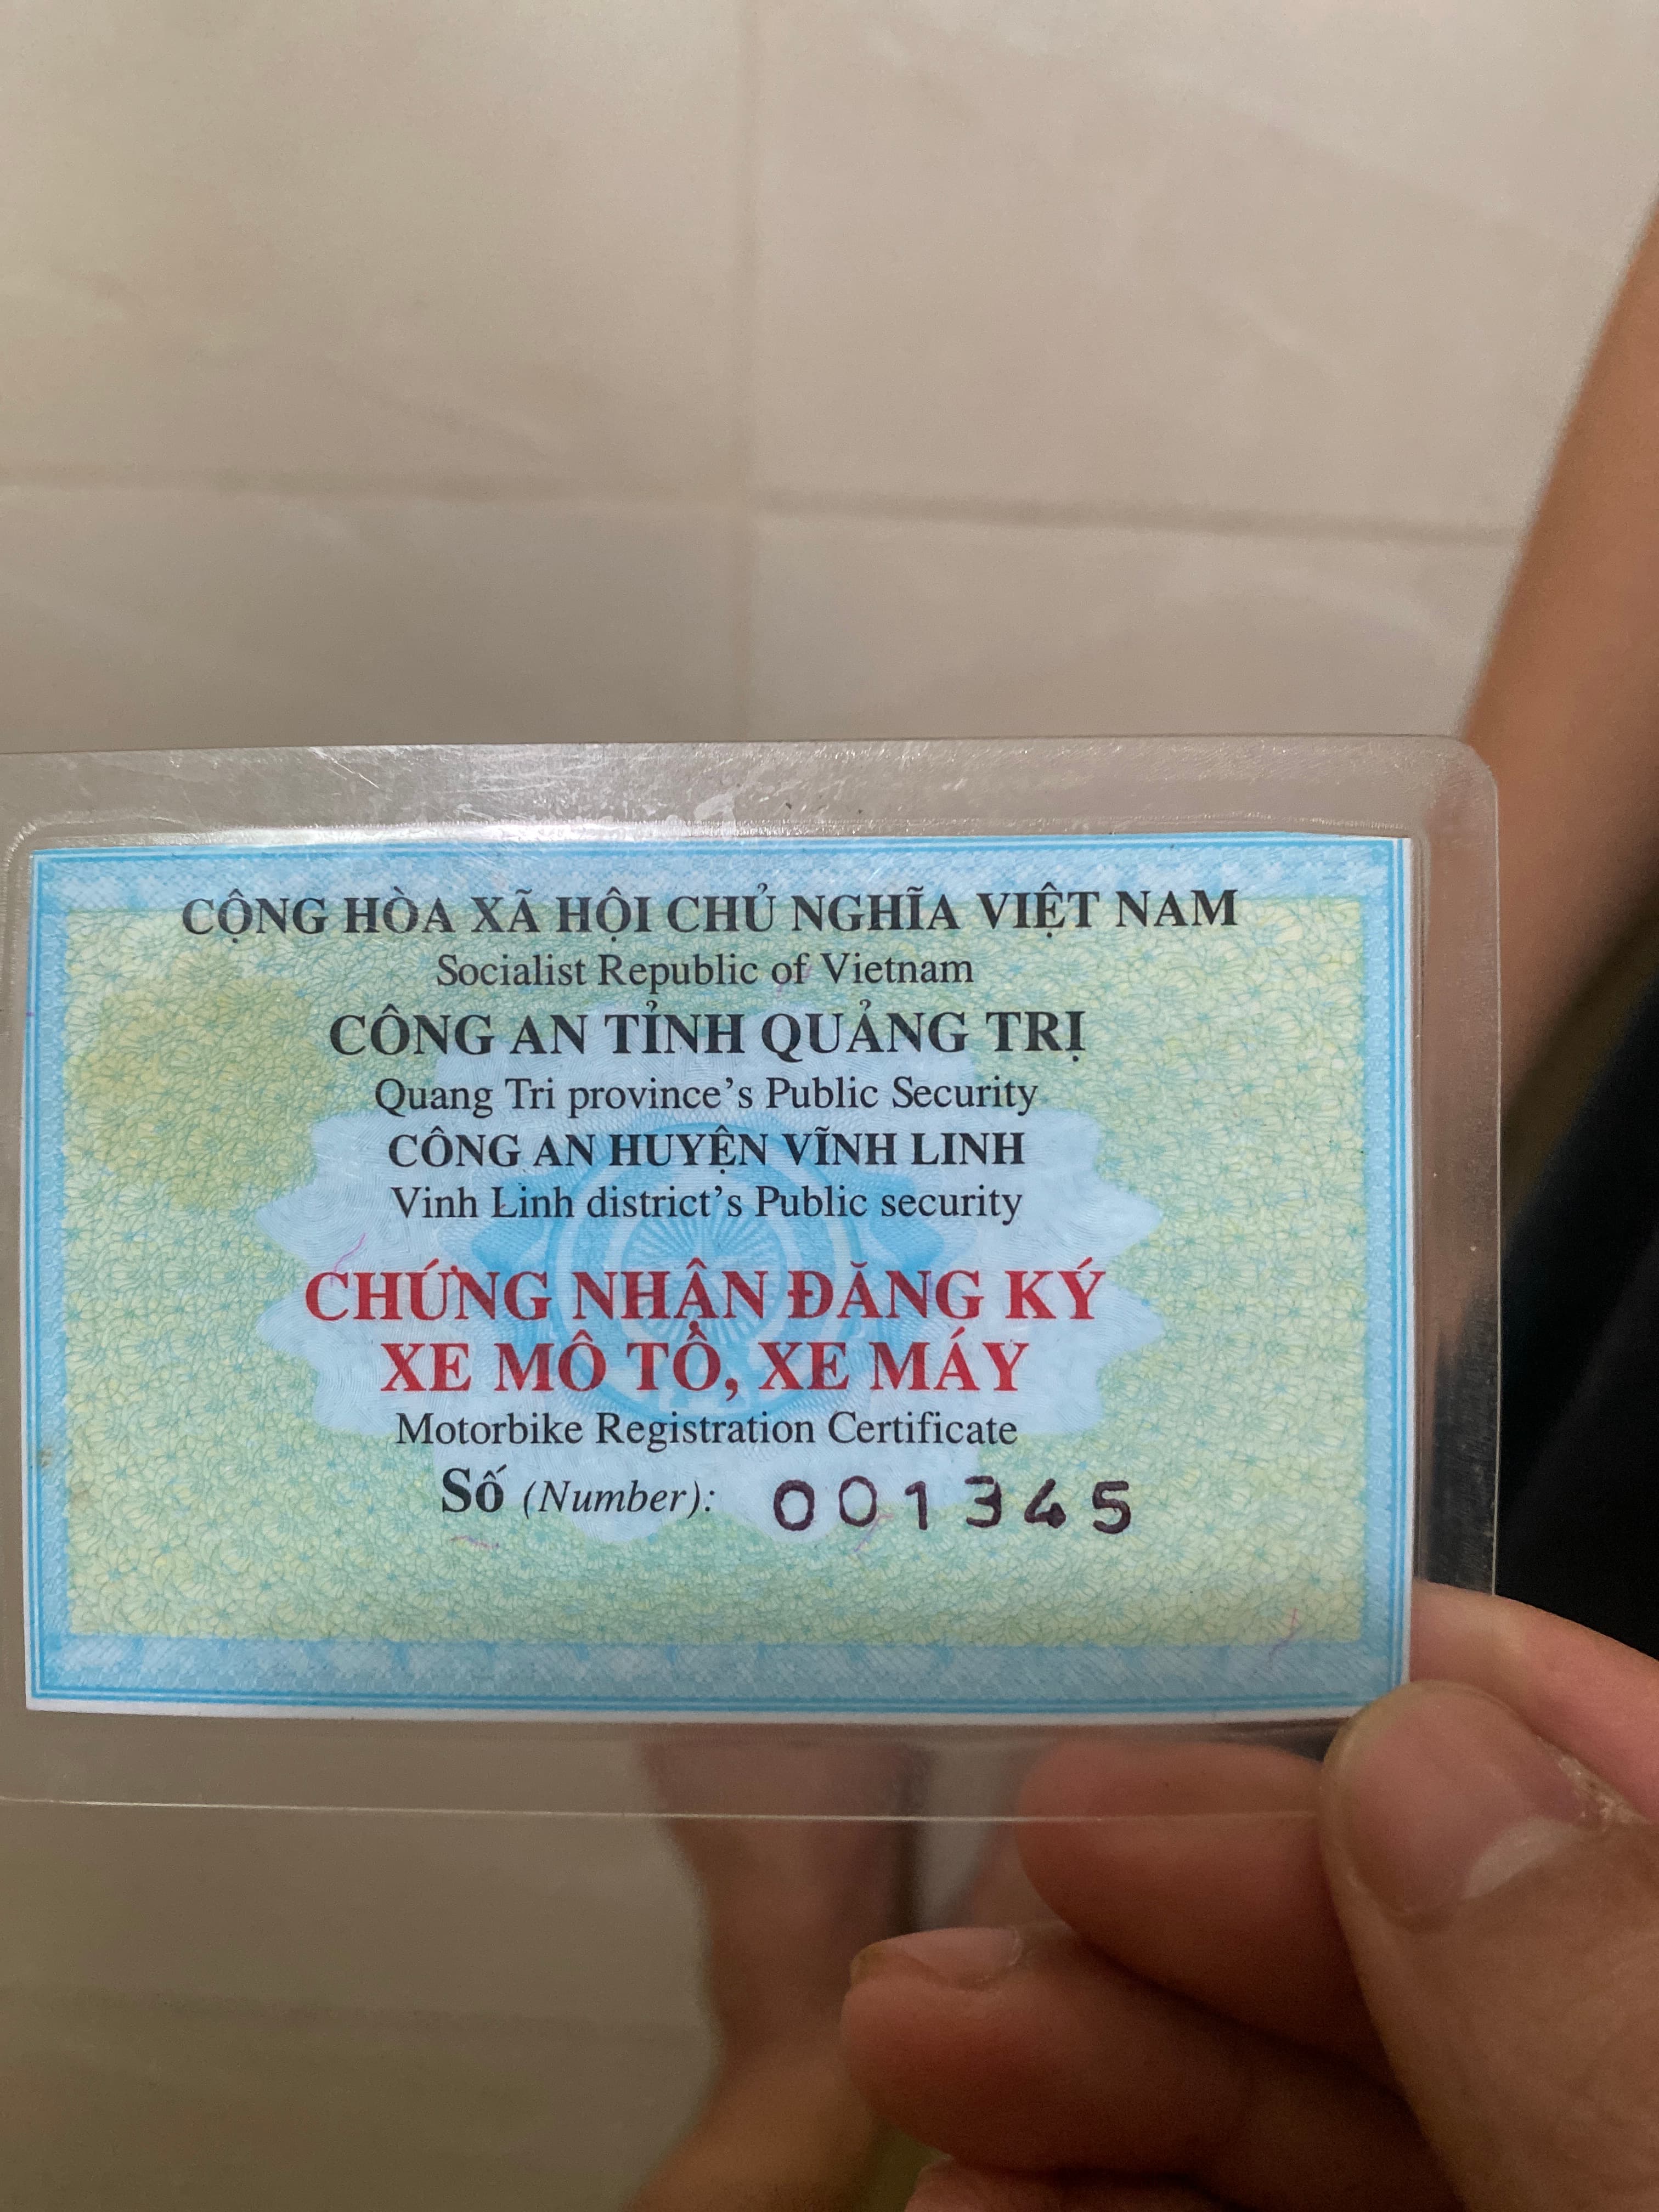 CỘNG HÒA XÃ HỘI CHỦ NGHĨA VIỆT NAM
Socialist Republic of Vietnam
CÔNG AN TỈNH QUẢNG TRỊ
Quang Tri province's Public Security
CÔNG AN HUYỆN VĨNH LINH
Vinh Linh district's Public security
CHỨNG NHẬN ĐĂNG KÝ
XE MÔ TÔ, XE MÁY
Motorbike Registration Certificate
Số (Number): 001345